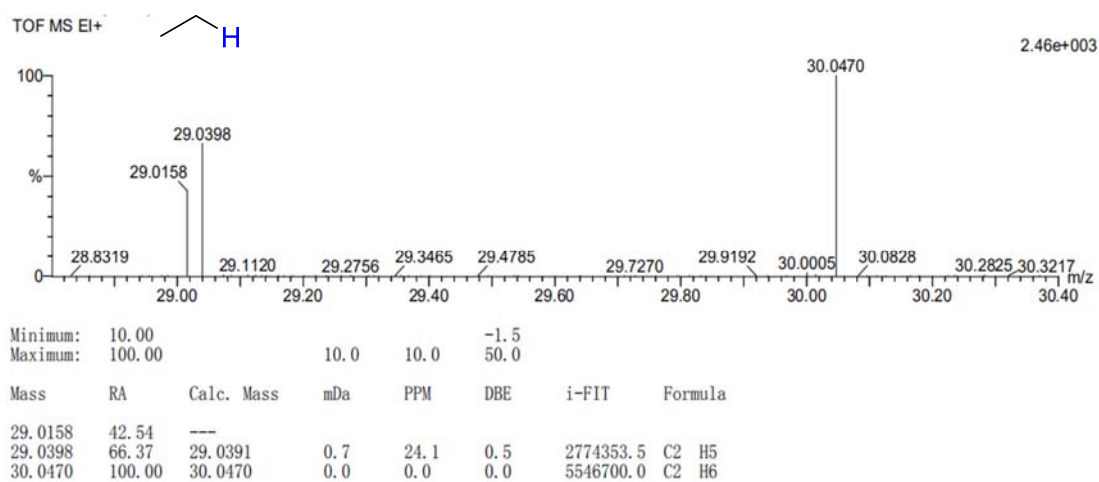 TOF MS EI+
H
2.46e+003
100
%
0
28.8319
29.0158
29.0398
29.1120
29.2756
29.3465
29.4785
29.7270
29.9192
30.0005
30.0470
30.0828
30.2825
30.3217
m/z
29.00 29.20 29.40 29.60 29.80 30.00 30.20 30.40
Minimum: 10.00 -1.5
Maximum: 100.00 10.0 10.0 50.0
Mass RA Calc. Mass mDa PPM DBE i-FIT Formula
29.0158 42.54 ---
29.0398 66.37 29.0391 0.7 24.1 0.5 2774353.5 C2 H5
30.0470 100.00 30.0470 0.0 0.0 0.0 5546700.0 C2 H6